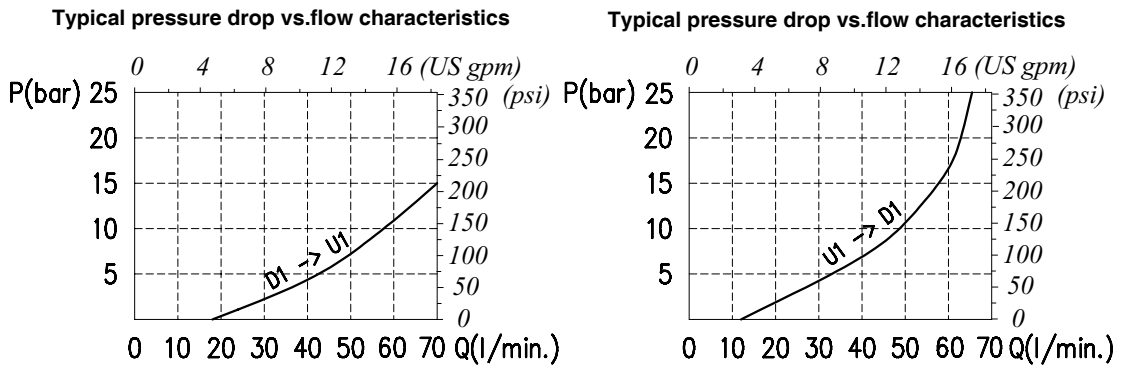 Typical pressure drop vs.flow characteristics
0 4 8 12 16 (US gpm)
P(bar) 25 350 (psi)
300
20
250
15 200
150
10
100
5
50
0
D1 -> U1
0 10 20 30 40 50 60 70 Q(l/min.)
Typical pressure drop vs.flow characteristics
0 4 8 12 16 (US gpm)
P(bar) 25 350 (psi)
300
20
250
15 200
150
10
100
5
50
0
U1 -> D1
0 10 20 30 40 50 60 70 Q(l/min.)